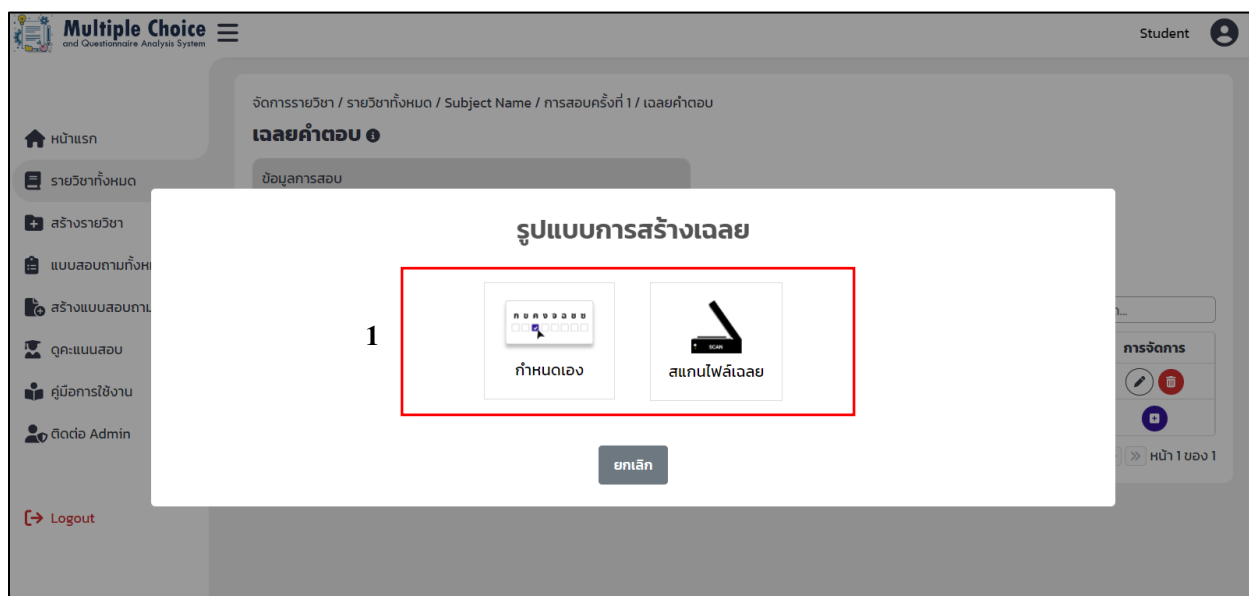 Multiple Choice
and Questionnaire Analysis System
Student
จัดการรายวิชา / รายวิชาทั้งหมด / Subject Name / การสอบครั้งที่ 1 / เฉลยคำตอบ
เฉลยคำตอบ
หน้าแรก
รายวิชาทั้งหมด
สร้างรายวิชา
แบบสอบถามทั้งห
สร้างแบบสอบถาม
ดูคะแนนสอบ
คู่มือการใช้งาน
ติดต่อ Admin
Logout
ข้อมูลการสอบ
รูปแบบการสร้างเฉลย
1
ก ข ค ง จ ฉ ช ซ
กำหนดเอง
SCAN
สแกนไฟล์เฉลย
ยกเลิก
การจัดการ
หน้า 1 ของ 1